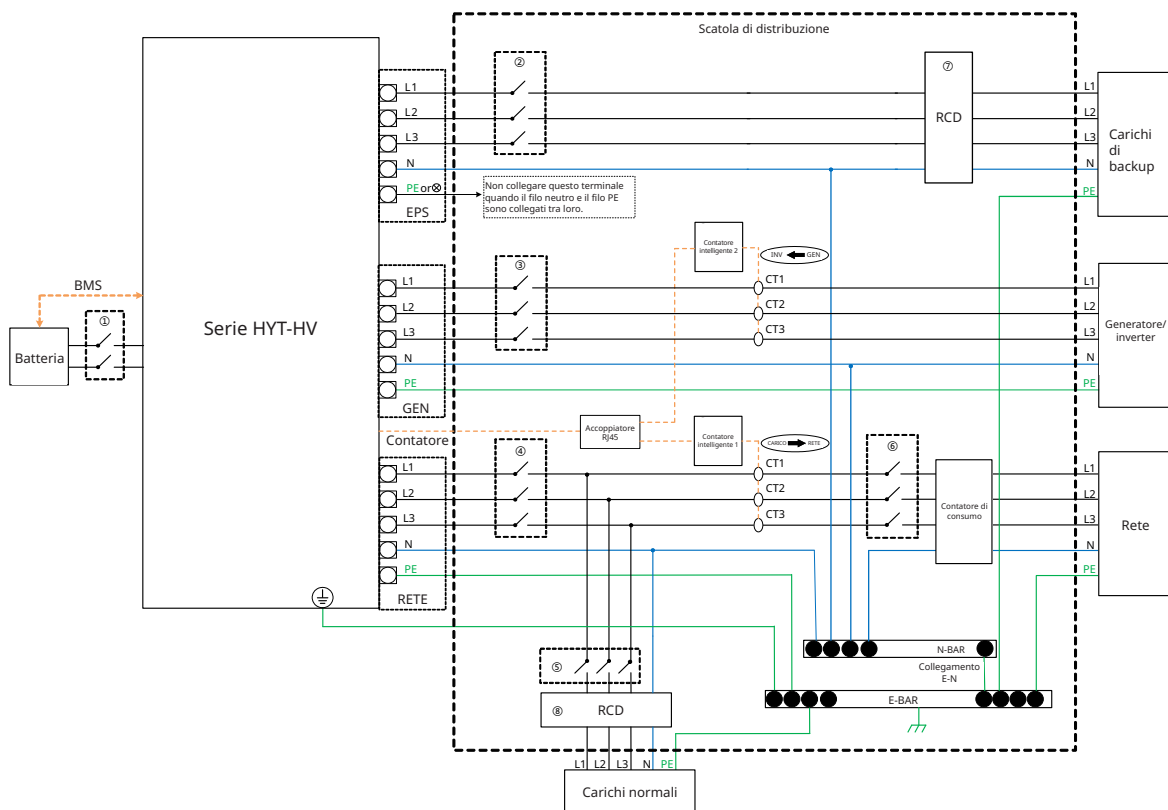 Scatola di distribuzione
②
⑦
L1
L1
L2
RCD
L2
L3
L3
Carichi
di
backup
N
N
PE or⊗
Non collegare questo terminale
quando il filo neutro e il filo PE
sono collegati tra loro.
PE
EPS
Contatore
intelligente 2
INV
GEN
③
L1
CT1
L1
BMS
L2
CT2
L2
①
Serie HYT-HV
L3
CT3
L3
Generatore/
inverter
Batteria
N
N
PE
PE
GEN
Accoppiatore
RJ45
Contatore
intelligente 1
Contatore
CARICO
RETE
④
⑥
L1
CT1
L1
L2
CT2
L2
L3
CT3
L3
Contatore di
consumo
Rete
N
N
PE
PE
RETE
N-BAR
Collegamento
E-N
⑤
E-BAR
⑧
RCD
L1
L2
L3
N
PE
Carichi normali